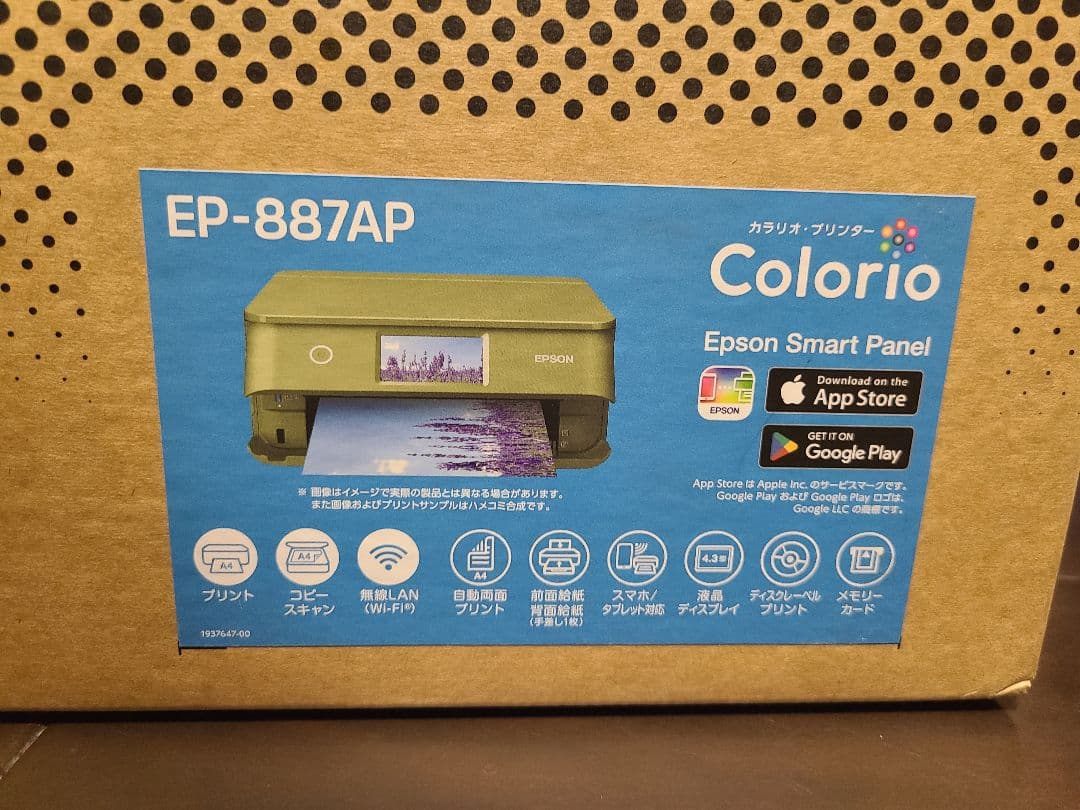 EP-887AP
カラリオ・プリンター
Colorio
Epson Smart Panel
EPSON
Download on the
App Store
GET IT ON
Google Play
App Store は Apple Inc. のサービスマークです。
Google Play および Google Play ロゴは、
Google LLC の商標です。
EPSON
※ 画像はイメージで実際の製品とは異なる場合があります。
また画像およびプリントサンプルはハメコミ合成です。
A4
プリント
A4
コピー
スキャン
無線LAN
(Wi-Fi®)
A4
自動両面
プリント
前面給紙
背面給紙
(手差し1枚)
スマホ/
タブレット対応
4.3型
液晶
ディスプレイ
ディスクレーベル
プリント
メモリー
カード
1937647-00